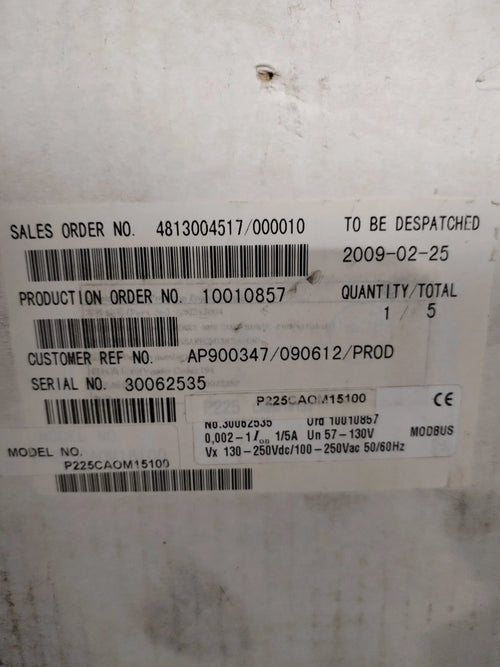 SALES ORDER NO. 4813004517/000010
TO BE DESPATCHED
2009-02-25
PRODUCTION ORDER NO. 10010857
QUANTITY/TOTAL
1 / 5
CUSTOMER REF NO. AP900347/090612/PROD
SERIAL NO. 30062535
P225CAOM15100
CE
No.30062535 Ord 10010857
0,002-1Ion 1/5A Un 57-130V
MODBUS
Vx 130-250Vdc/100-250Vac 50/60Hz
MODEL NO.
P225CAOM15100